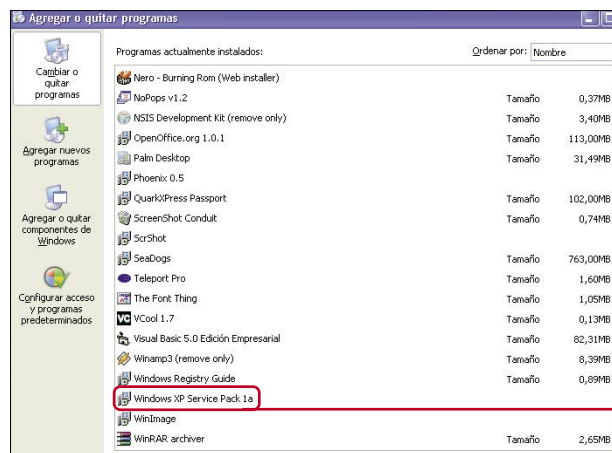 Agregar o quitar programas
Cambiar o
quitar
programas
Agregar nuevos
programas
Agregar o quitar
componentes de
Windows
Configurar acceso
y programas
predeterminados
Programas actualmente instalados: Ordenar por: Nombre
Nero - Burning Rom (Web installer)
NoPops v1.2 Tamaño 0,37MB
NSIS Development Kit (remove only) Tamaño 3,40MB
OpenOffice.org 1.0.1 Tamaño 113,00MB
Palm Desktop Tamaño 31,49MB
Phoenix 0.5
QuarkXPress Passport Tamaño 102,00MB
ScreenShot Conduit Tamaño 0,74MB
ScrShot
SeaDogs Tamaño 763,00MB
Teleport Pro Tamaño 1,60MB
The Font Thing Tamaño 1,05MB
VC VCool 1.7 Tamaño 0,13MB
Visual Basic 5.0 Edición Empresarial Tamaño 82,31MB
Winamp3 (remove only) Tamaño 8,39MB
Windows Registry Guide Tamaño 0,89MB
Windows XP Service Pack 1a
WinImage
WinRAR archiver Tamaño 2,65MB